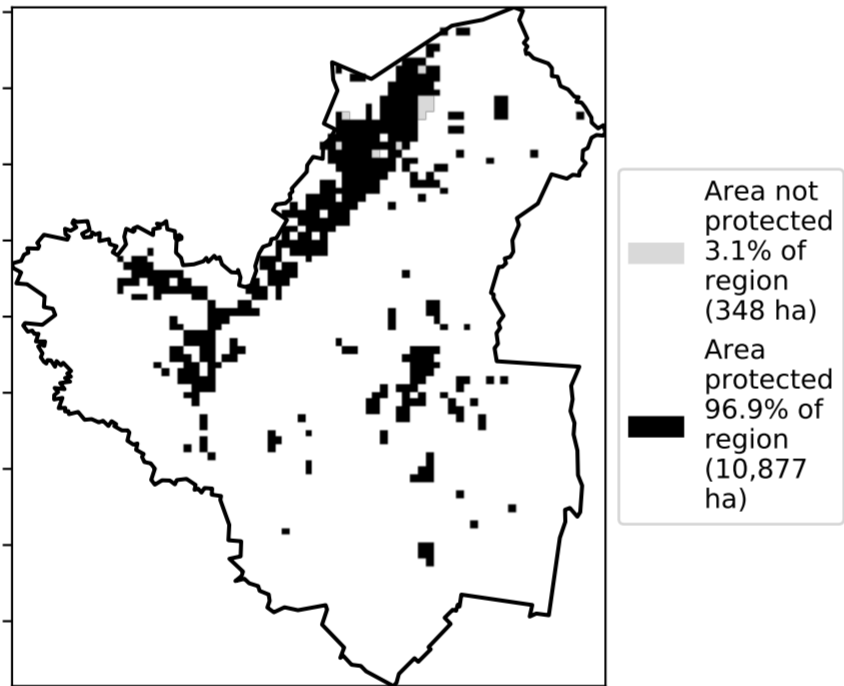 Area not
protected
3.1% of
region
(348 ha)
Area
protected
96.9% of
region
(10,877
ha)